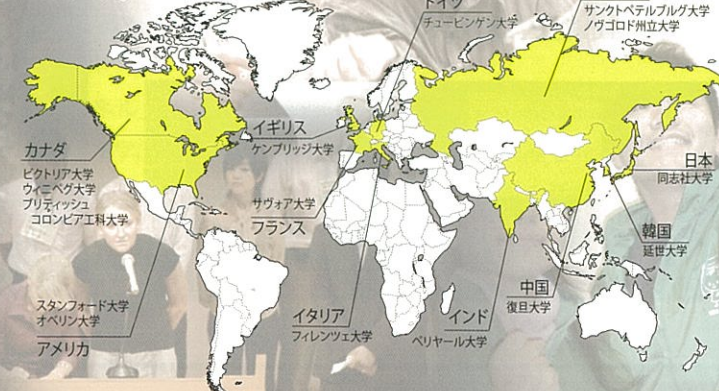 ドイツ
チュービンゲン大学
サンクトペテルブルグ大学
ノヴゴロド州立大学
カナダ
ビクトリア大学
ウィニペグ大学
ブリティッシュ
コロンビア工科大学
イギリス
ケンブリッジ大学
サヴォア大学
フランス
日本
同志社大学
韓国
延世大学
中国
復旦大学
スタンフォード大学
オベリン大学
アメリカ
イタリア
フィレンツェ大学
インド
ペリヤール大学